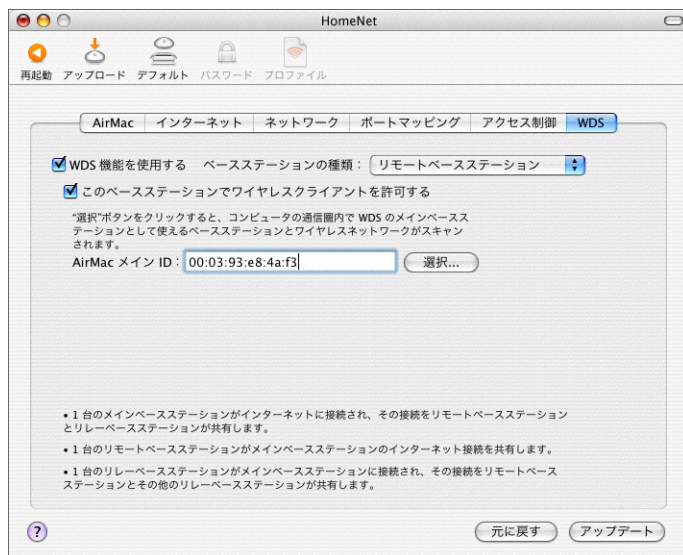 HomeNet
再起動 アップロード デフォルト パスワード プロファイル
AirMac インターネット ネットワーク ポートマッピング アクセス制御 WDS
WDS 機能を使用する ベースステーションの種類： リモートベースステーション
このベースステーションでワイヤレスクライアントを許可する
“選択”ボタンをクリックすると、コンピュータの通信圏内で WDS のメインベースス
テーションとして使えるベースステーションとワイヤレスネットワークがスキャン
されます。
AirMac メイン ID： 00:03:93:e8:4a:f3 選択...
• 1 台のメインベースステーションがインターネットに接続され、その接続をリモートベースステーション
とリレーベースステーションが共有します。
• 1 台のリモートベースステーションがメインベースステーションのインターネット接続を共有します。
• 1 台のリレーベースステーションがメインベースステーションに接続され、その接続をリモートベース
ステーションとその他のリレーベースステーションが共有します。
? 元に戻す アップデート